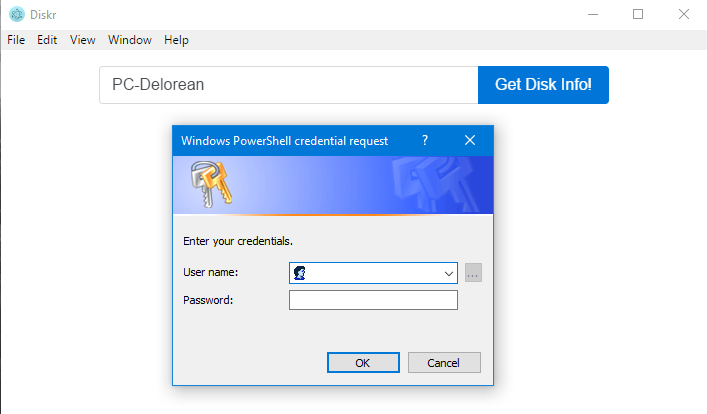 Diskr
File Edit View Window Help
PC-Delorean Get Disk Info!
Windows PowerShell credential request ?
Enter your credentials.
User name:
...
Password:
OK Cancel